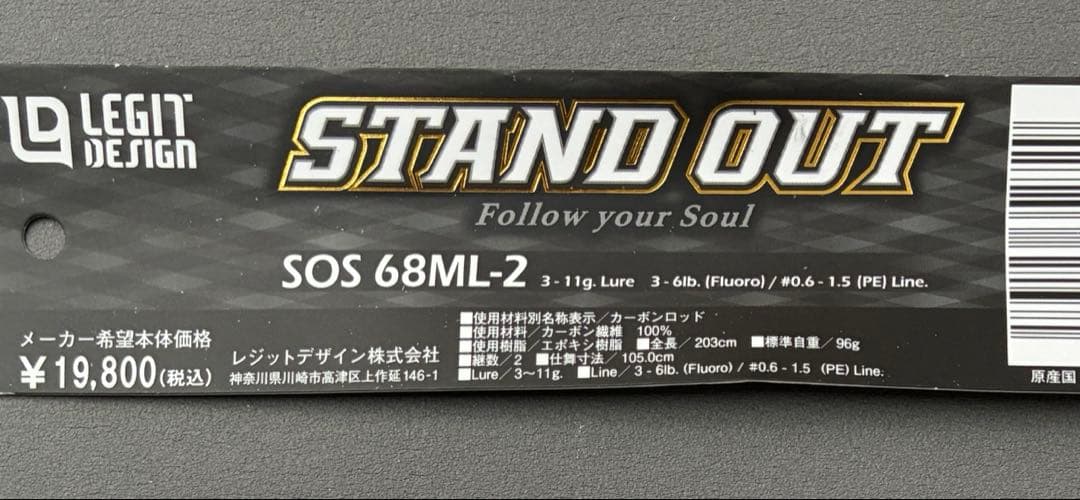 LEGIT
DESIGN
STAND OUT
Follow your Soul
SOS 68ML-2 3-11g. Lure 3-6lb. (Fluoro) / #0.6-1.5 (PE) Line.
メーカー希望本体価格
¥19,800(税込)
レジットデザイン株式会社
神奈川県川崎市高津区上作延146-1
■使用材料別名称表示／カーボンロッド
■使用材料／カーボン繊維 100%
■使用樹脂／エポキシ樹脂 ■全長／203cm ■標準自重／96g
■継数／2 ■仕舞寸法／105.0cm
■Lure／3～11g. ■Line／3-6lb. (Fluoro) / #0.6-1.5 (PE) Line.
原産国